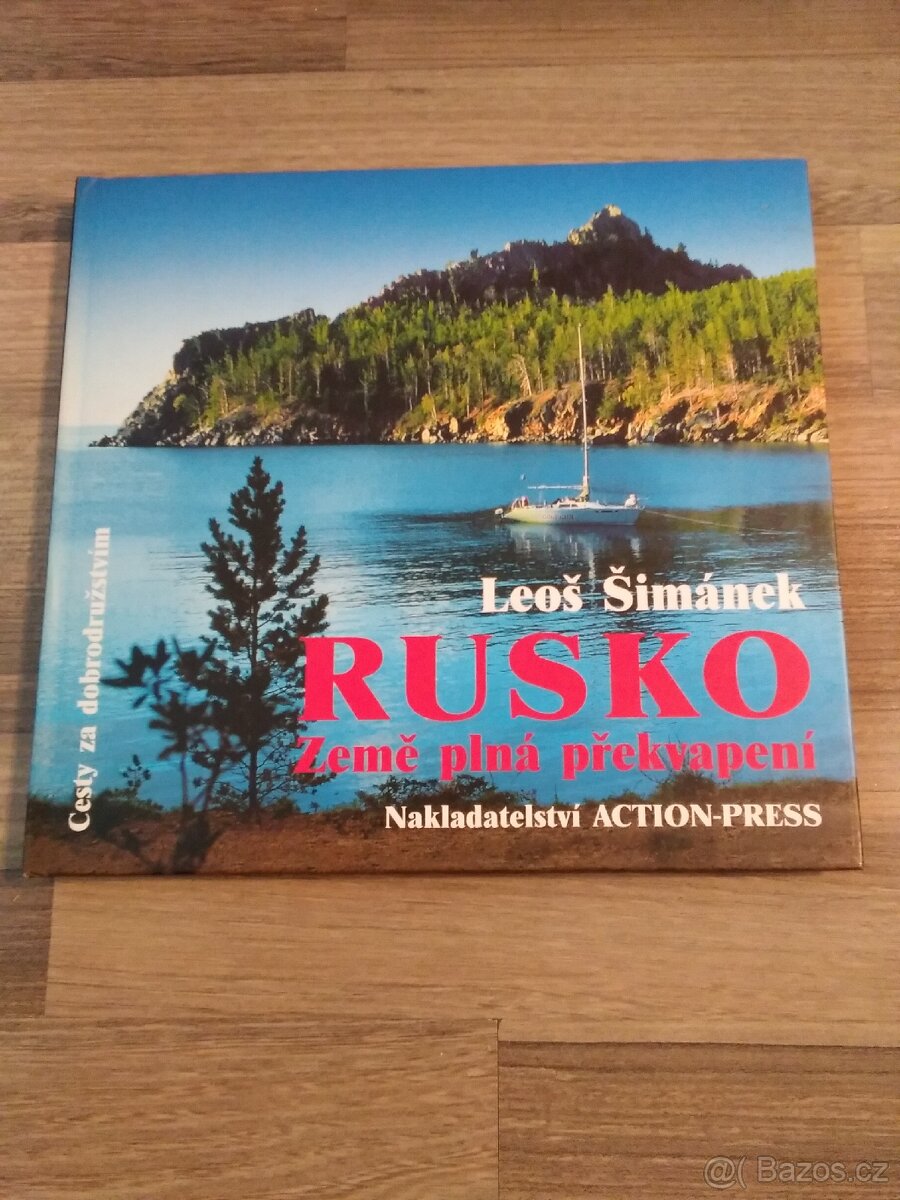 Leoš Šimánek
RUSKO
Země plná překvapení
Nakladatelství ACTION-PRESS
Cesty za dobrodružstvím
@( Bazos.cz